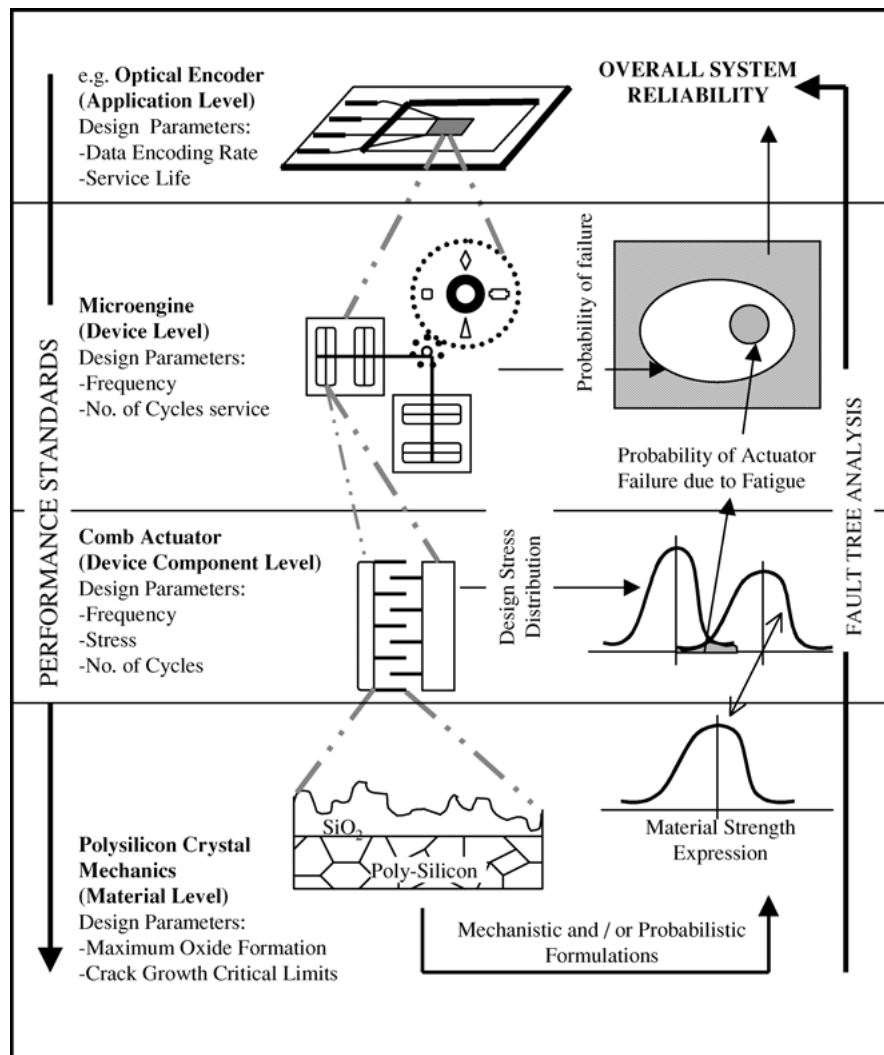 e.g. Optical Encoder
(Application Level)
Design Parameters:
-Data Encoding Rate
-Service Life
OVERALL SYSTEM
RELIABILITY
Microengine
(Device Level)
Design Parameters:
-Frequency
-No. of Cycles service
Probability of failure
Probability of Actuator
Failure due to Fatigue
PERFORMANCE STANDARDS
FAULT TREE ANALYSIS
Comb Actuator
(Device Component Level)
Design Parameters:
-Frequency
-Stress
-No. of Cycles
Design Stress
Distribution
Polysilicon Crystal
Mechanics
(Material Level)
Design Parameters:
-Maximum Oxide Formation
-Crack Growth Critical Limits
SiO2
Poly-Silicon
Material Strength
Expression
Mechanistic and / or Probabilistic
Formulations